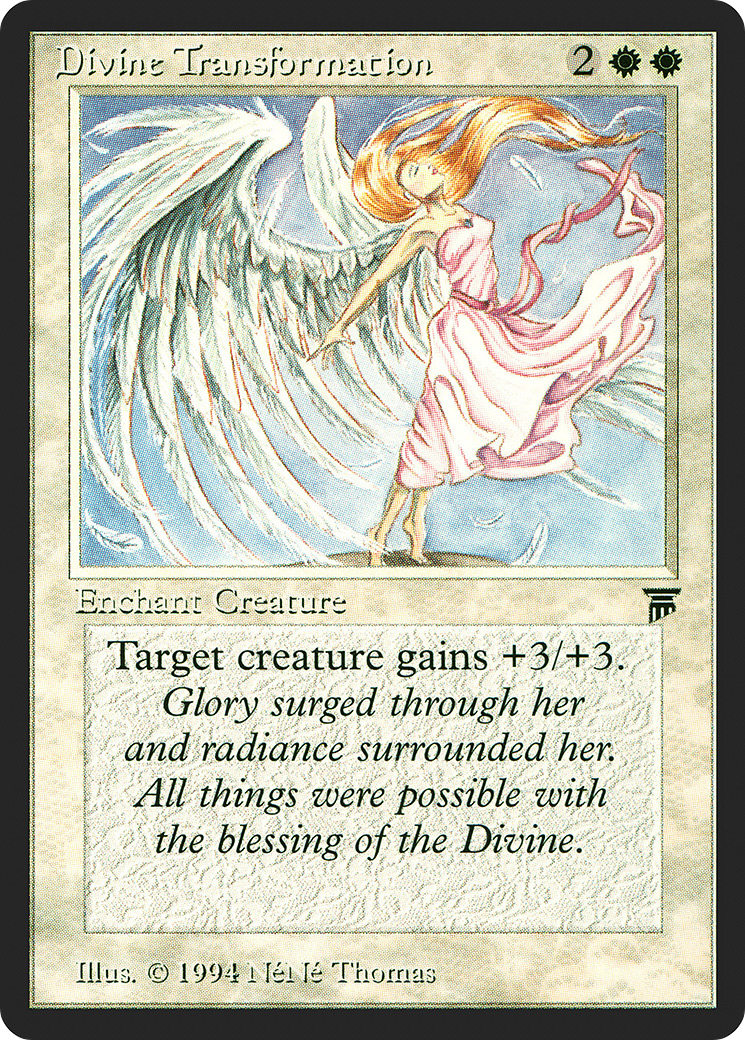 Divine Transformation 2
Enchant Creature
Target creature gains +3/+3.
Glory surged through her
and radiance surrounded her.
All things were possible with
the blessing of the Divine.
Illus. © 1994 NéNé Thomas